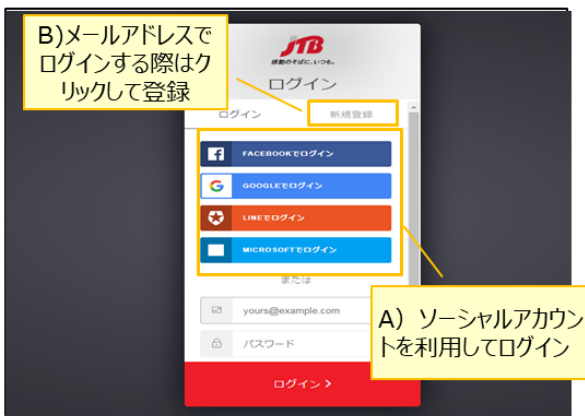 B)メールアドレスで
ログインする際はク
リックして登録
JTB
感動のそばに、いつも。
ログイン
ログイン
新規登録
FACEBOOKでログイン
GOOGLEでログイン
LINEでログイン
MICROSOFTでログイン
または
yours@example.com
パスワード
A) ソーシャルアカウン
トを利用してログイン
ログイン >